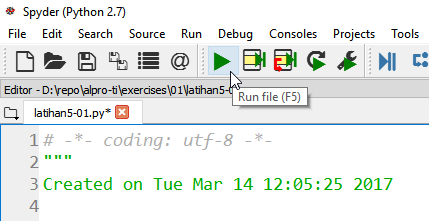 Spyder (Python 2.7)
File Edit Search Source Run Debug Consoles Projects Tools
@
Editor - D:\repo\alpro-ti\exercises\01\latihan5-0
Run file (F5)
latihan5-01.py*
1 # -*- coding: utf-8 -*-
2 """
3 Created on Tue Mar 14 12:05:25 2017
4